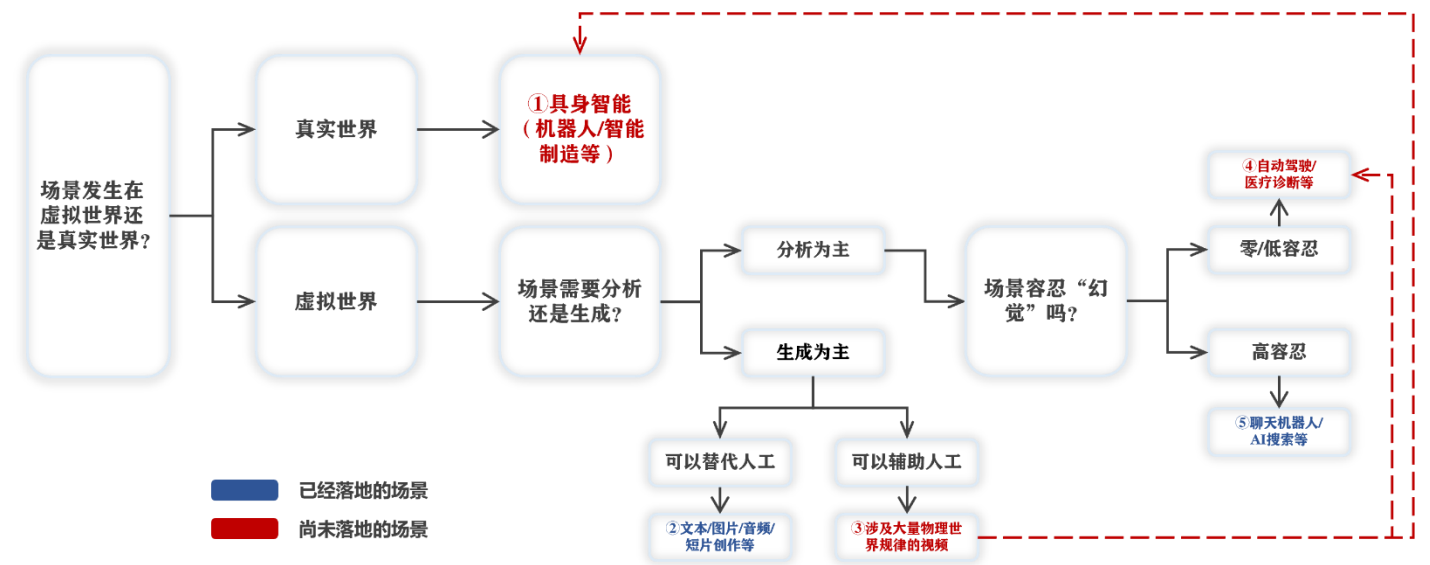 场景发生在
虚拟世界还
是真实世界?
真实世界
①具身智能
（机器人/智能
制造等）
虚拟世界
场景需要分析
还是生成?
分析为主
生成为主
场景容忍“幻
觉”吗?
④自动驾驶/
医疗诊断等
零/低容忍
高容忍
⑤聊天机器人/
AI搜索等
可以替代人工
可以辅助人工
②文本/图片/音频/
短片创作等
③涉及大量物理世
界规律的视频
已经落地的场景
尚未落地的场景